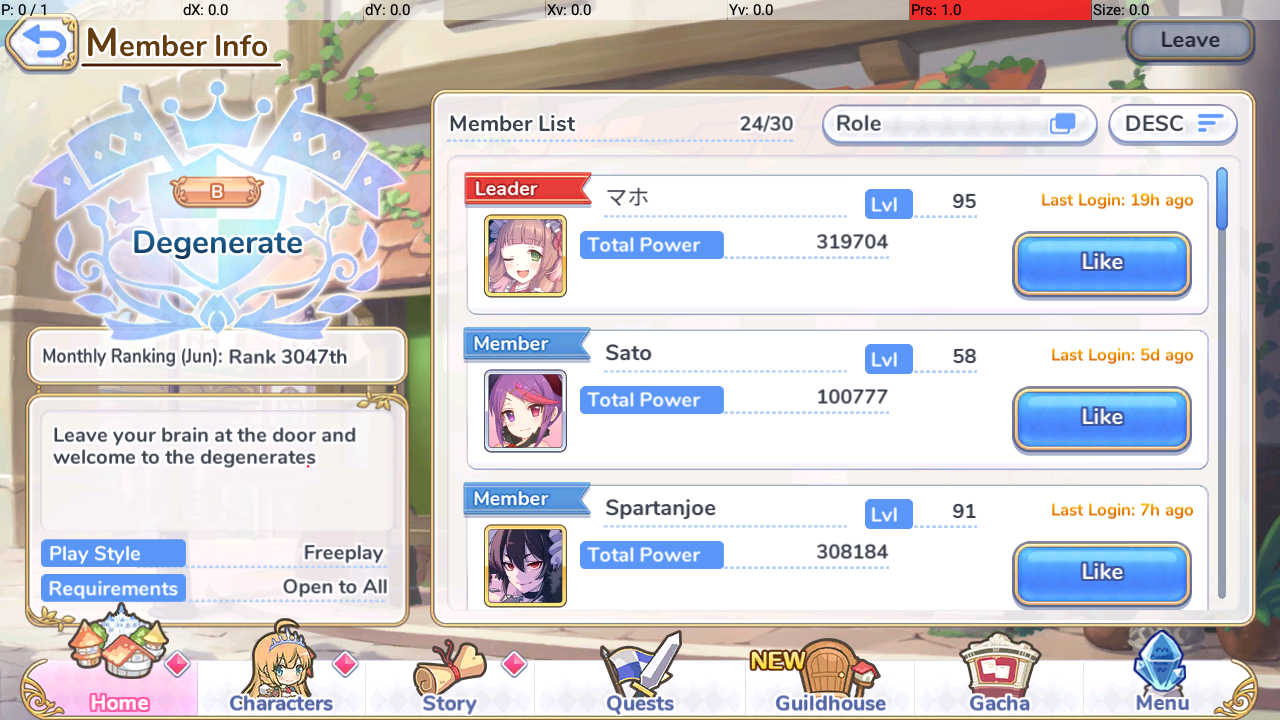 P: 0 / 1 dX: 0.0 dY: 0.0 Xv: 0.0 Yv: 0.0 Prs: 1.0 Size: 0.0
Member Info
Leave
B
Degenerate
Monthly Ranking (Jun): Rank 3047th
Leave your brain at the door and
welcome to the degenerates
Play Style Freeplay
Requirements Open to All
Member List 24/30 Role DESC
Leader マホ Lvl 95 Last Login: 19h ago
Total Power 319704 Like
Member Sato Lvl 58 Last Login: 5d ago
Total Power 100777 Like
Member Spartanjoe Lvl 91 Last Login: 7h ago
Total Power 308184 Like
NEW
Home Characters Story Quests Guildhouse Gacha Menu